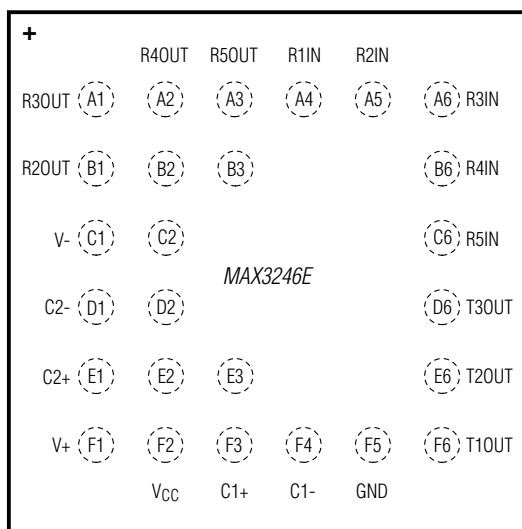 +
R4OUT R5OUT R1IN R2IN
R3OUT A1 A2 A3 A4 A5 A6 R3IN
R2OUT B1 B2 B3 B6 R4IN
V- C1 C2 C6 R5IN
MAX3246E
C2- D1 D2 D6 T3OUT
C2+ E1 E2 E3 E6 T2OUT
V+ F1 F2 F3 F4 F5 F6 T1OUT
VCC C1+ C1- GND